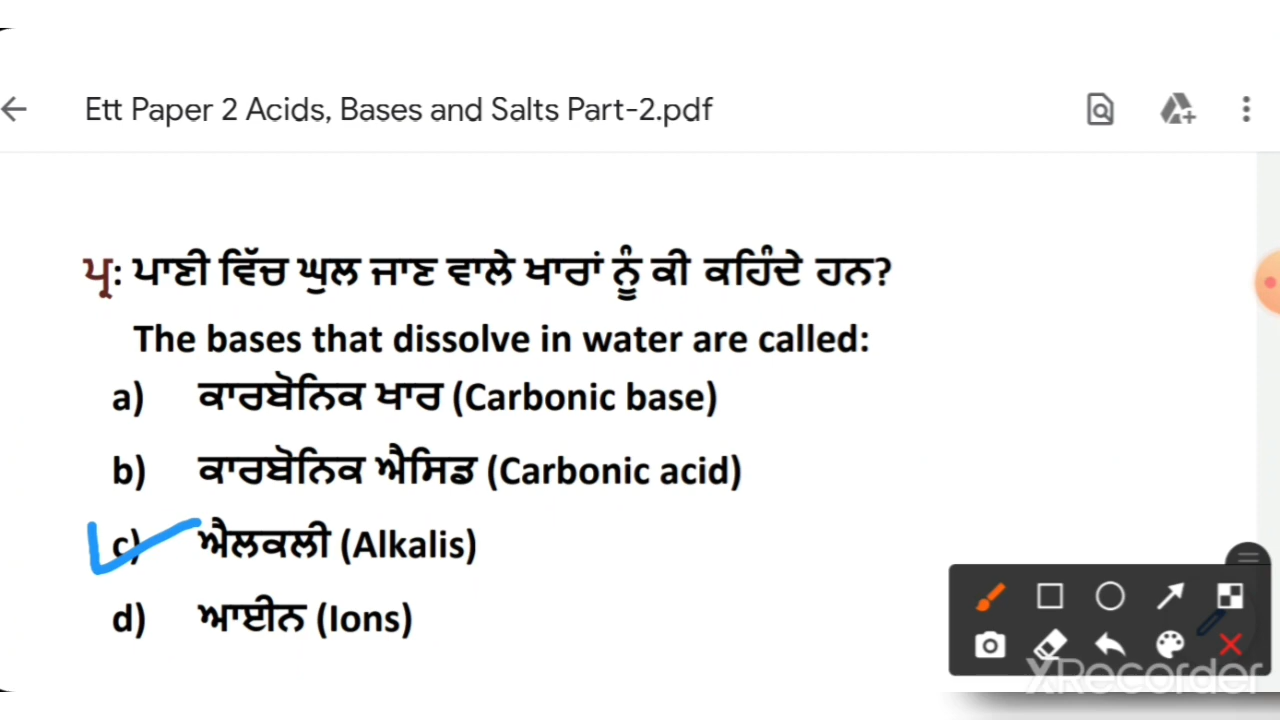 Ett Paper 2 Acids, Bases and Salts Part-2.pdf
ਪ੍ਰ: ਪਾਣੀ ਵਿੱਚ ਘੁਲ ਜਾਣ ਵਾਲੇ ਖਾਰਾਂ ਨੂੰ ਕੀ ਕਹਿੰਦੇ ਹਨ?
The bases that dissolve in water are called:
a) ਕਾਰਬੋਨਿਕ ਖਾਰ (Carbonic base)
b) ਕਾਰਬੋਨਿਕ ਐਸਿਡ (Carbonic acid)
c) ਐਲਕਲੀ (Alkalis)
d) ਆਈਨ (Ions)
XRecorder